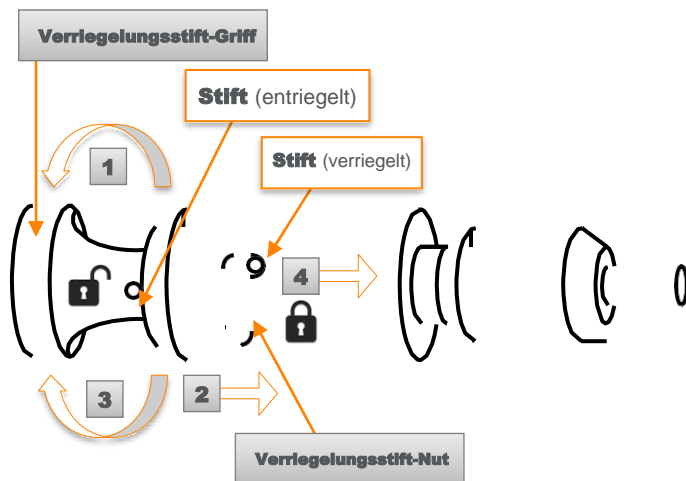 Verriegelungsstift-Griff
Stift (entriegelt)
Stift (verriegelt)
1
4
3
2
Verriegelungsstift-Nut